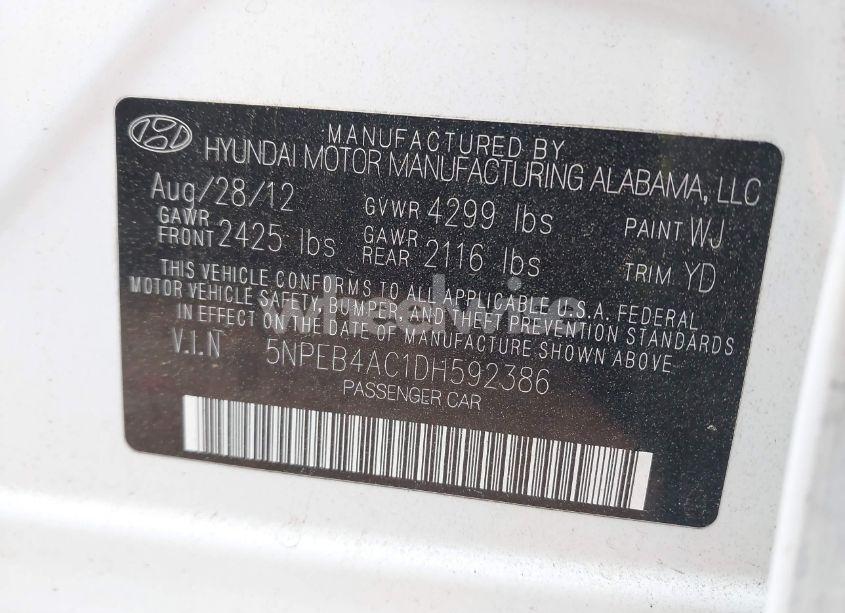 MANUFACTURED BY
HYUNDAI MOTOR MANUFACTURING ALABAMA, LLC
Aug/28/12 GVWR 4299 lbs PAINT WJ
GAWR FRONT 2425 lbs GAWR REAR 2116 lbs TRIM YD
THIS VEHICLE CONFORMS TO ALL APPLICABLE U.S.A. FEDERAL
MOTOR VEHICLE SAFETY, BUMPER, AND THEFT PREVENTION STANDARDS
IN EFFECT ON THE DATE OF MANUFACTURE SHOWN ABOVE
V.I.N 5NPEB4AC1DH592386
PASSENGER CAR